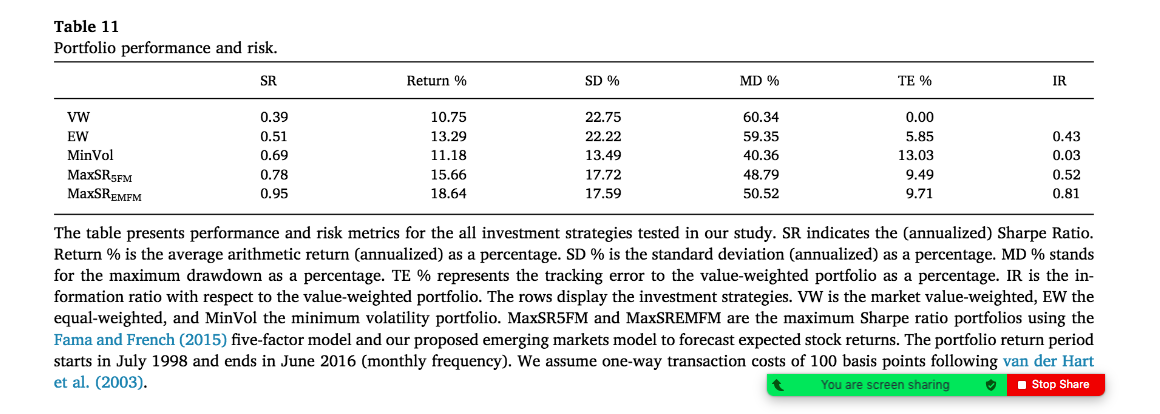 Table 11
Portfolio performance and risk.
SR Return % SD % MD % TE % IR
VW 0.39 10.75 22.75 60.34 0.00
EW 0.51 13.29 22.22 59.35 5.85 0.43
MinVol 0.69 11.18 13.49 40.36 13.03 0.03
MaxSR5FM 0.78 15.66 17.72 48.79 9.49 0.52
MaxSREMFM 0.95 18.64 17.59 50.52 9.71 0.81
The table presents performance and risk metrics for the all investment strategies tested in our study. SR indicates the (annualized) Sharpe Ratio.
Return % is the average arithmetic return (annualized) as a percentage. SD % is the standard deviation (annualized) as a percentage. MD % stands
for the maximum drawdown as a percentage. TE % represents the tracking error to the value-weighted portfolio as a percentage. IR is the in-
formation ratio with respect to the value-weighted portfolio. The rows display the investment strategies. VW is the market value-weighted, EW the
equal-weighted, and MinVol the minimum volatility portfolio. MaxSR5FM and MaxSREMFM are the maximum Sharpe ratio portfolios using the
Fama and French (2015) five-factor model and our proposed emerging markets model to forecast expected stock returns. The portfolio return period
starts in July 1998 and ends in June 2016 (monthly frequency). We assume one-way transaction costs of 100 basis points following van der Hart
et al. (2003).
You are screen sharing Stop Share